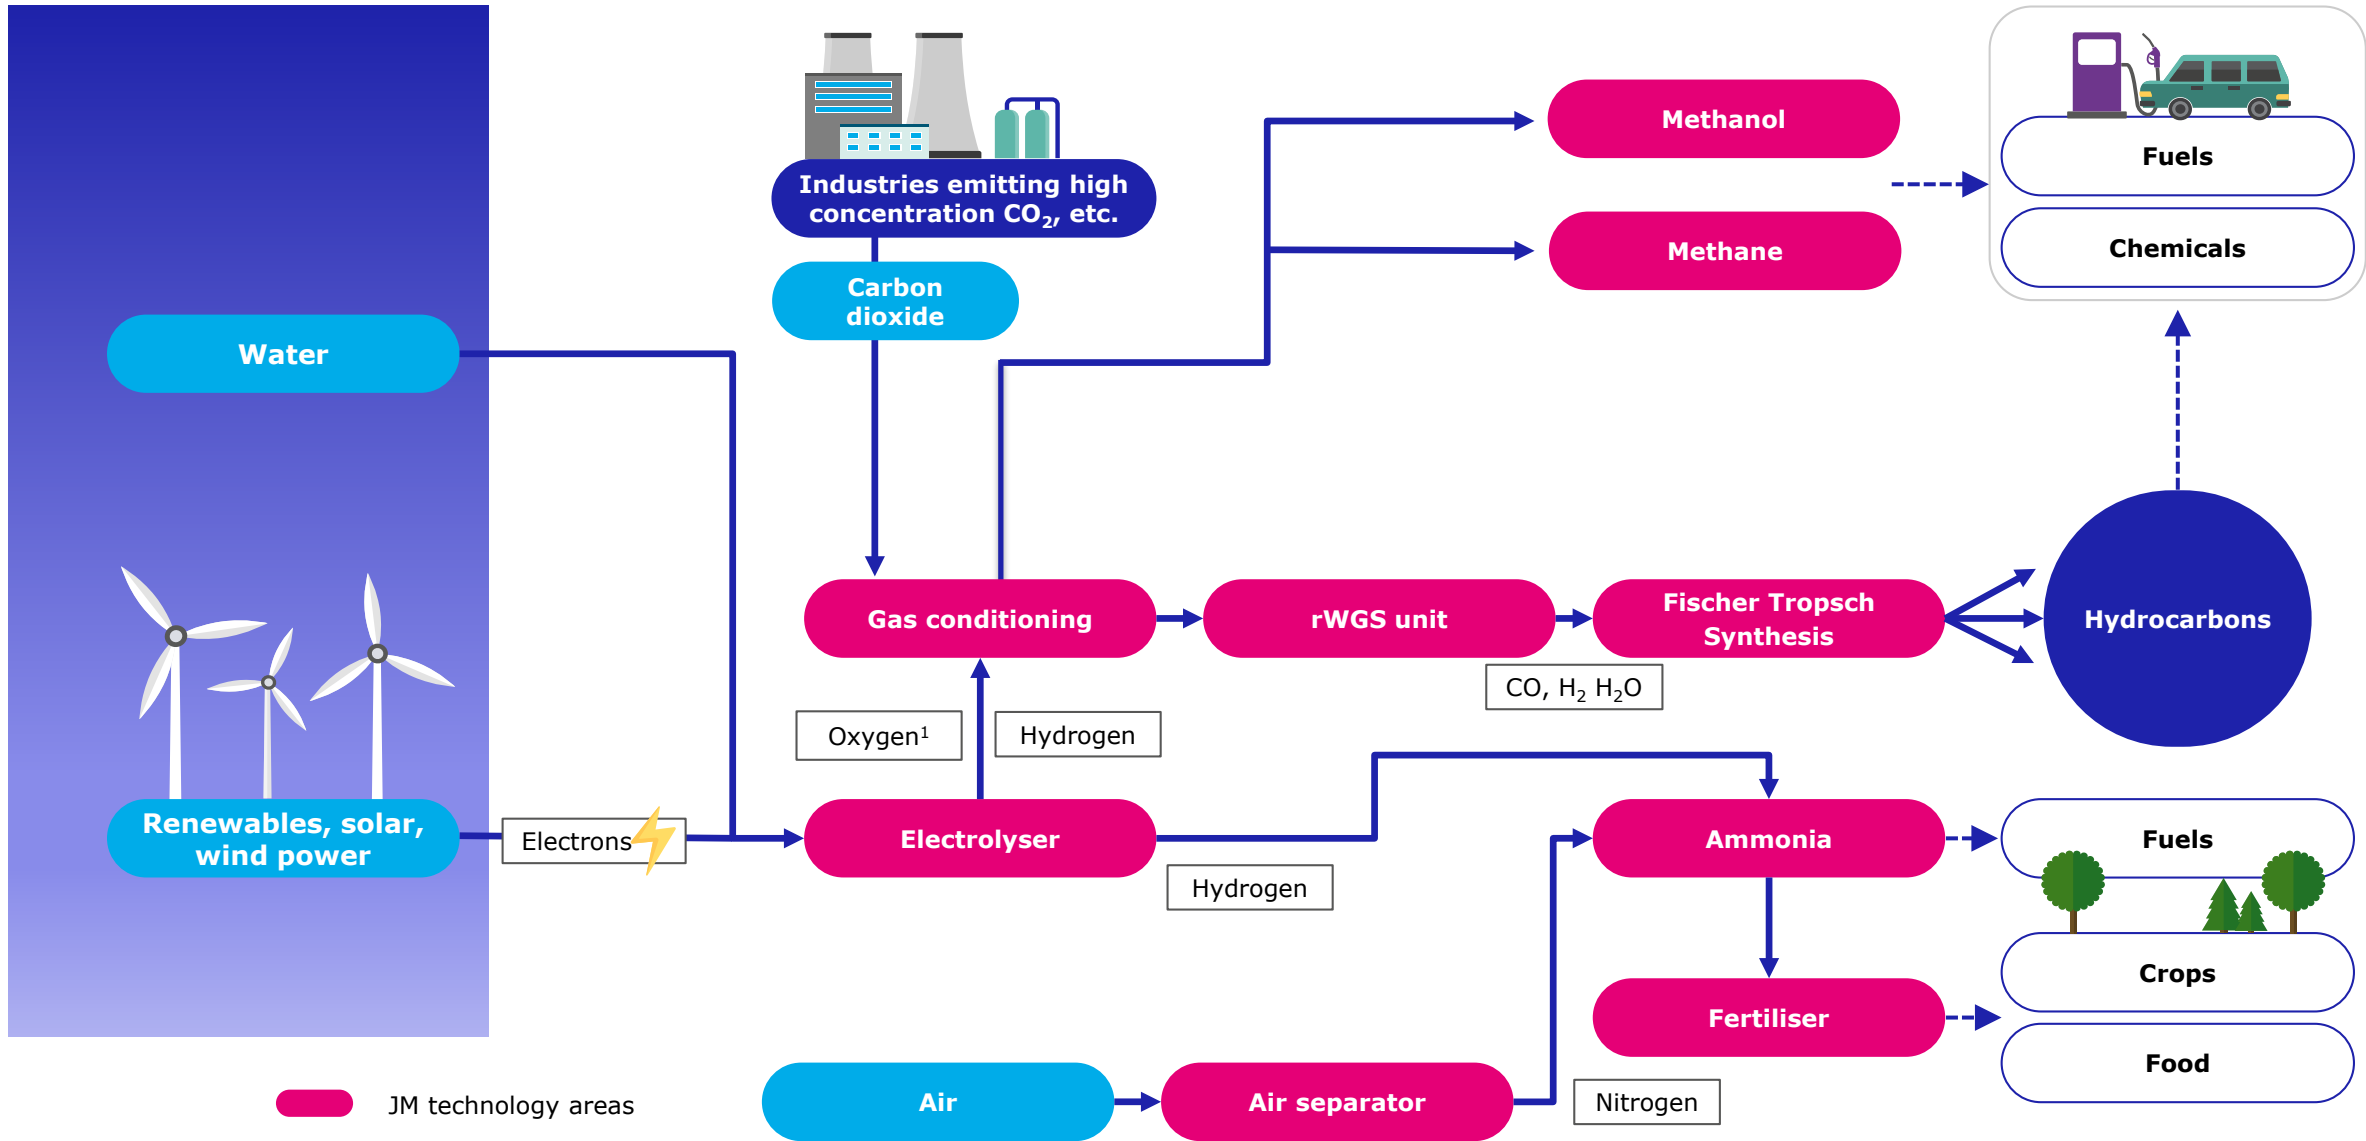 Industries emitting high
concentration CO₂, etc.
Carbon
dioxide
Water
Renewables, solar,
wind power
Electrons
Methanol
Methane
Fuels
Chemicals
Gas conditioning
rWGS unit
Fischer Tropsch
Synthesis
Hydrocarbons
CO, H₂ H₂O
Oxygen¹
Hydrogen
Electrolyser
Hydrogen
Ammonia
Fuels
Crops
Fertiliser
Food
Air
Air separator
Nitrogen
JM technology areas